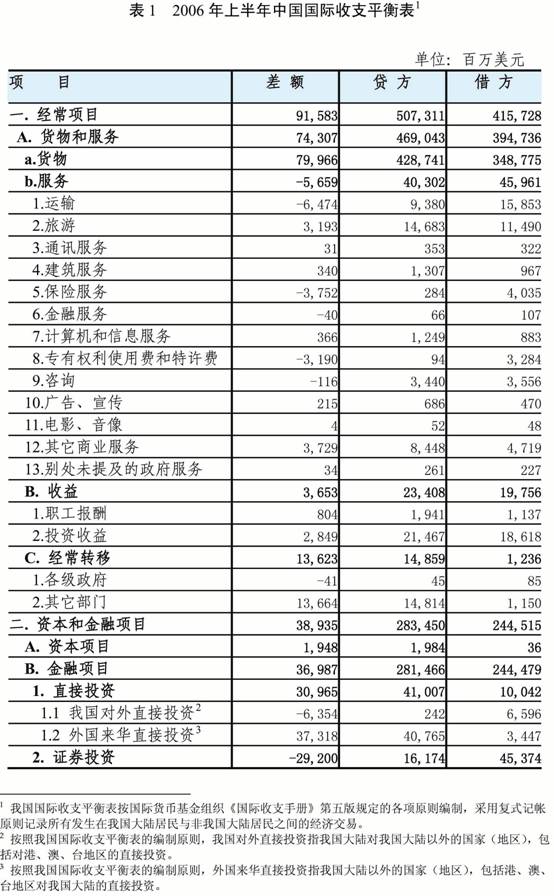 表 1 2006 年上半年中国国际收支平衡表1
单位：百万美元
项 目 差 额 贷 方 借 方
一. 经常项目 91,583 507,311 415,728
A. 货物和服务 74,307 469,043 394,736
a.货物 79,966 428,741 348,775
b.服务 -5,659 40,302 45,961
1.运输 -6,474 9,380 15,853
2.旅游 3,193 14,683 11,490
3.通讯服务 31 353 322
4.建筑服务 340 1,307 967
5.保险服务 -3,752 284 4,035
6.金融服务 -40 66 107
7.计算机和信息服务 366 1,249 883
8.专有权利使用费和特许费 -3,190 94 3,284
9.咨询 -116 3,440 3,556
10.广告、宣传 215 686 470
11.电影、音像 4 52 48
12.其它商业服务 3,729 8,448 4,719
13.别处未提及的政府服务 34 261 227
B. 收益 3,653 23,408 19,756
1.职工报酬 804 1,941 1,137
2.投资收益 2,849 21,467 18,618
C. 经常转移 13,623 14,859 1,236
1.各级政府 -41 45 85
2.其它部门 13,664 14,814 1,150
二. 资本和金融项目 38,935 283,450 244,515
A. 资本项目 1,948 1,984 36
B. 金融项目 36,987 281,466 244,479
1. 直接投资 30,965 41,007 10,042
1.1 我国对外直接投资2 -6,354 242 6,596
1.2 外国来华直接投资3 37,318 40,765 3,447
2. 证券投资 -29,200 16,174 45,374
1 我国国际收支平衡表按国际货币基金组织《国际收支手册》第五版规定的各项原则编制，采用复式记帐
原则记录所有发生在我国大陆居民与非我国大陆居民之间的经济交易。
2 按照我国国际收支平衡表的编制原则，我国对外直接投资指我国大陆对我国大陆以外的国家（地区），包
括对港、澳、台地区的直接投资。
3 按照我国国际收支平衡表的编制原则，外国来华直接投资指我国大陆以外的国家（地区），包括港、澳、
台地区对我国大陆的直接投资。